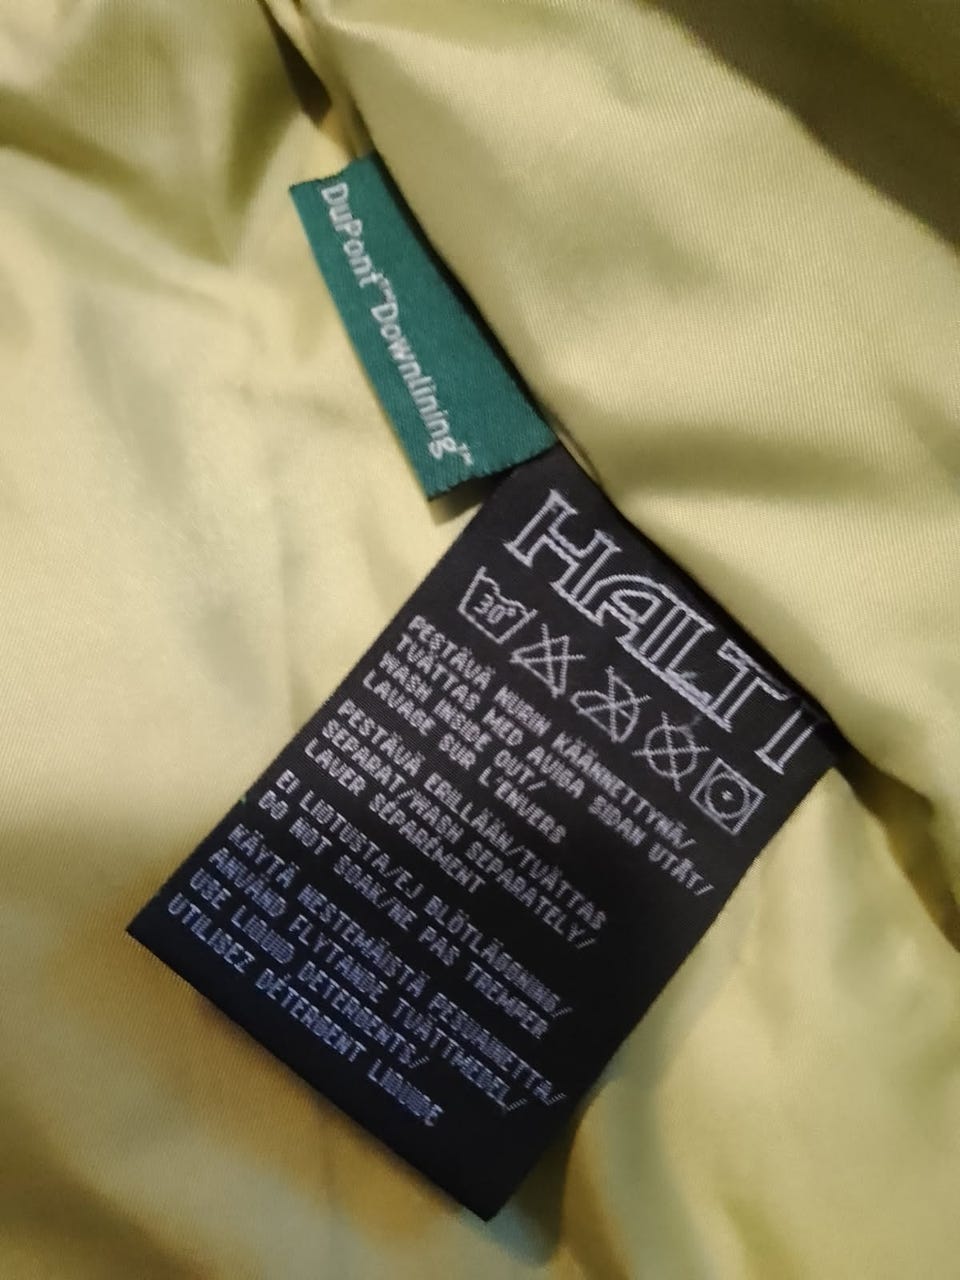 DuPont™Downlining™
HALTI
30°
PESTÄVÄ NURIN KÄÄNNETTYNÄ/
TVÄTTAS MED AVIGA SIDAN UTÅT/
WASH INSIDE OUT/
LAVAGE SUR L'ENVERS
PESTÄVÄ ERILLÄÄN/TVÄTTAS
SEPARAT/WASH SEPARATELY/
LAVER SÉPARÉMENT
EI LIOTUSTA/EJ BLÖTLÄGGNING/
DO NOT SOAK/NE PAS TREMPER
KÄYTÄ NESTEMÄISTÄ PESUAINETTA/
ANVÄND FLYTANDE TVÄTTMEDEL/
USE LIQUID DETERGENTS/
UTILISEZ DÉTERGENT LIQUIDE